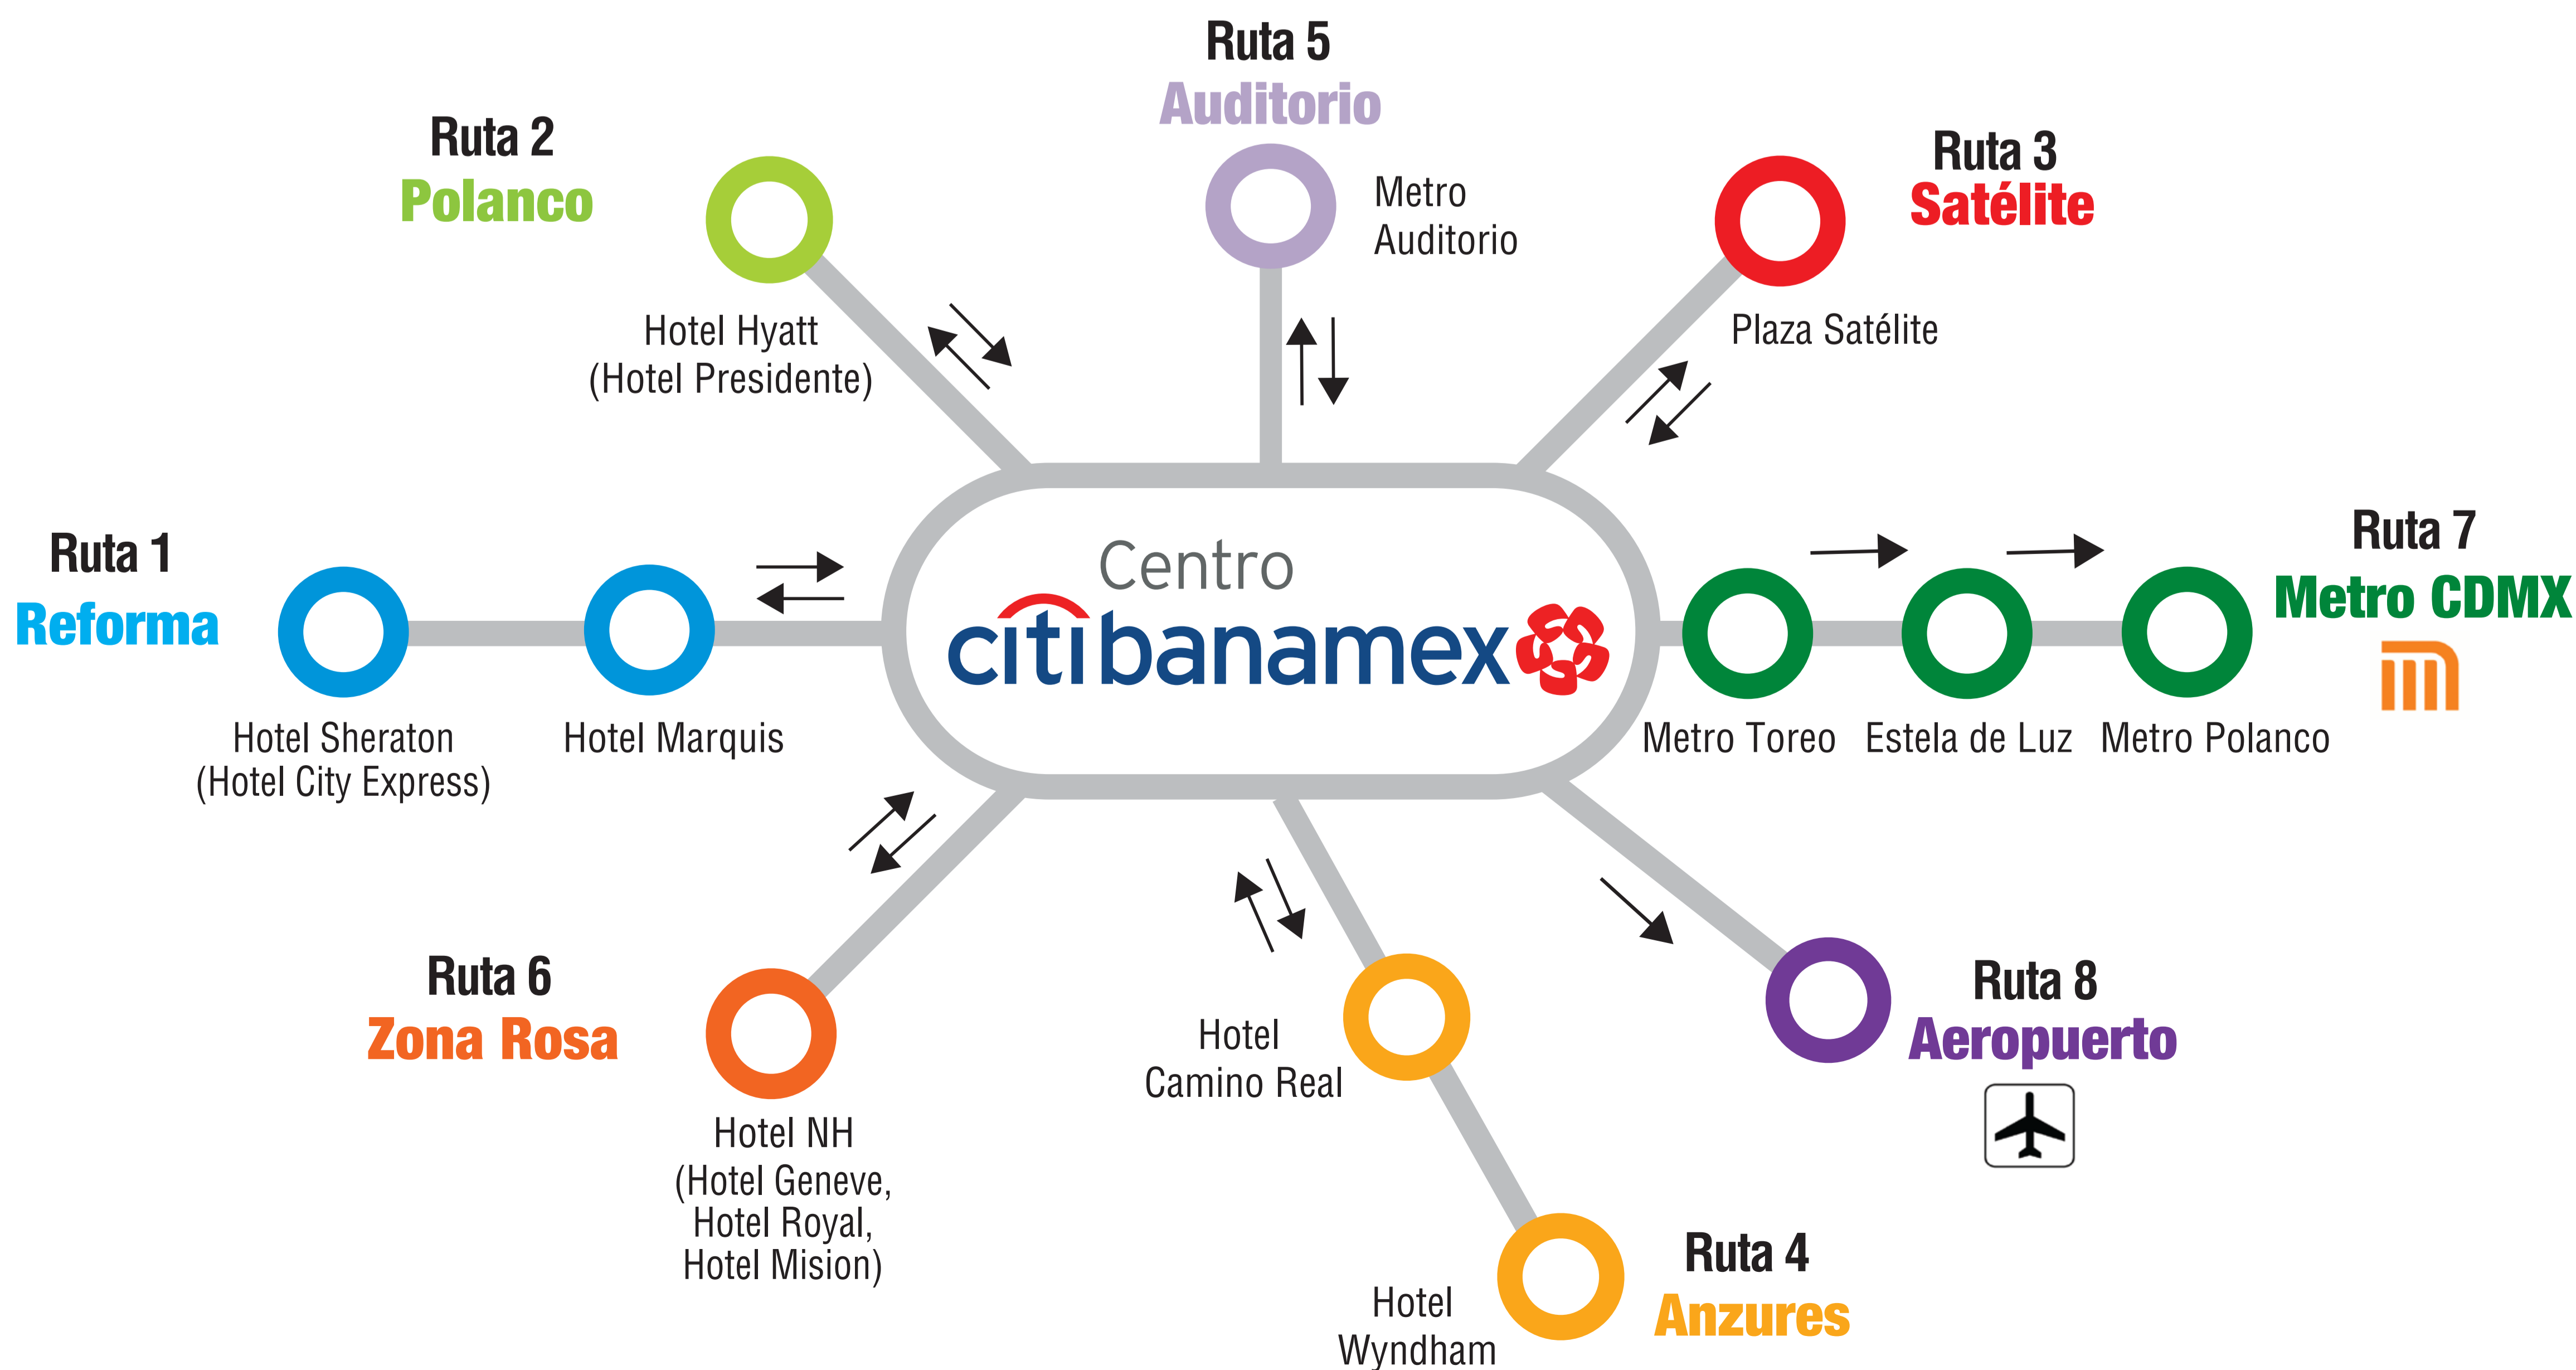 Ruta 5
Auditorio
Metro
Auditorio
Ruta 2
Polanco
Hotel Hyatt
(Hotel Presidente)
Ruta 3
Satélite
Plaza Satélite
Ruta 1
Reforma
Hotel Sheraton
(Hotel City Express)
Hotel Marquis
Centro
citibanamex
Ruta 7
Metro CDMX
Metro Toreo
Estela de Luz
Metro Polanco
Ruta 6
Zona Rosa
Hotel NH
(Hotel Geneve,
Hotel Royal,
Hotel Mision)
Hotel
Camino Real
Ruta 8
Aeropuerto
Ruta 4
Anzures
Hotel
Wyndham